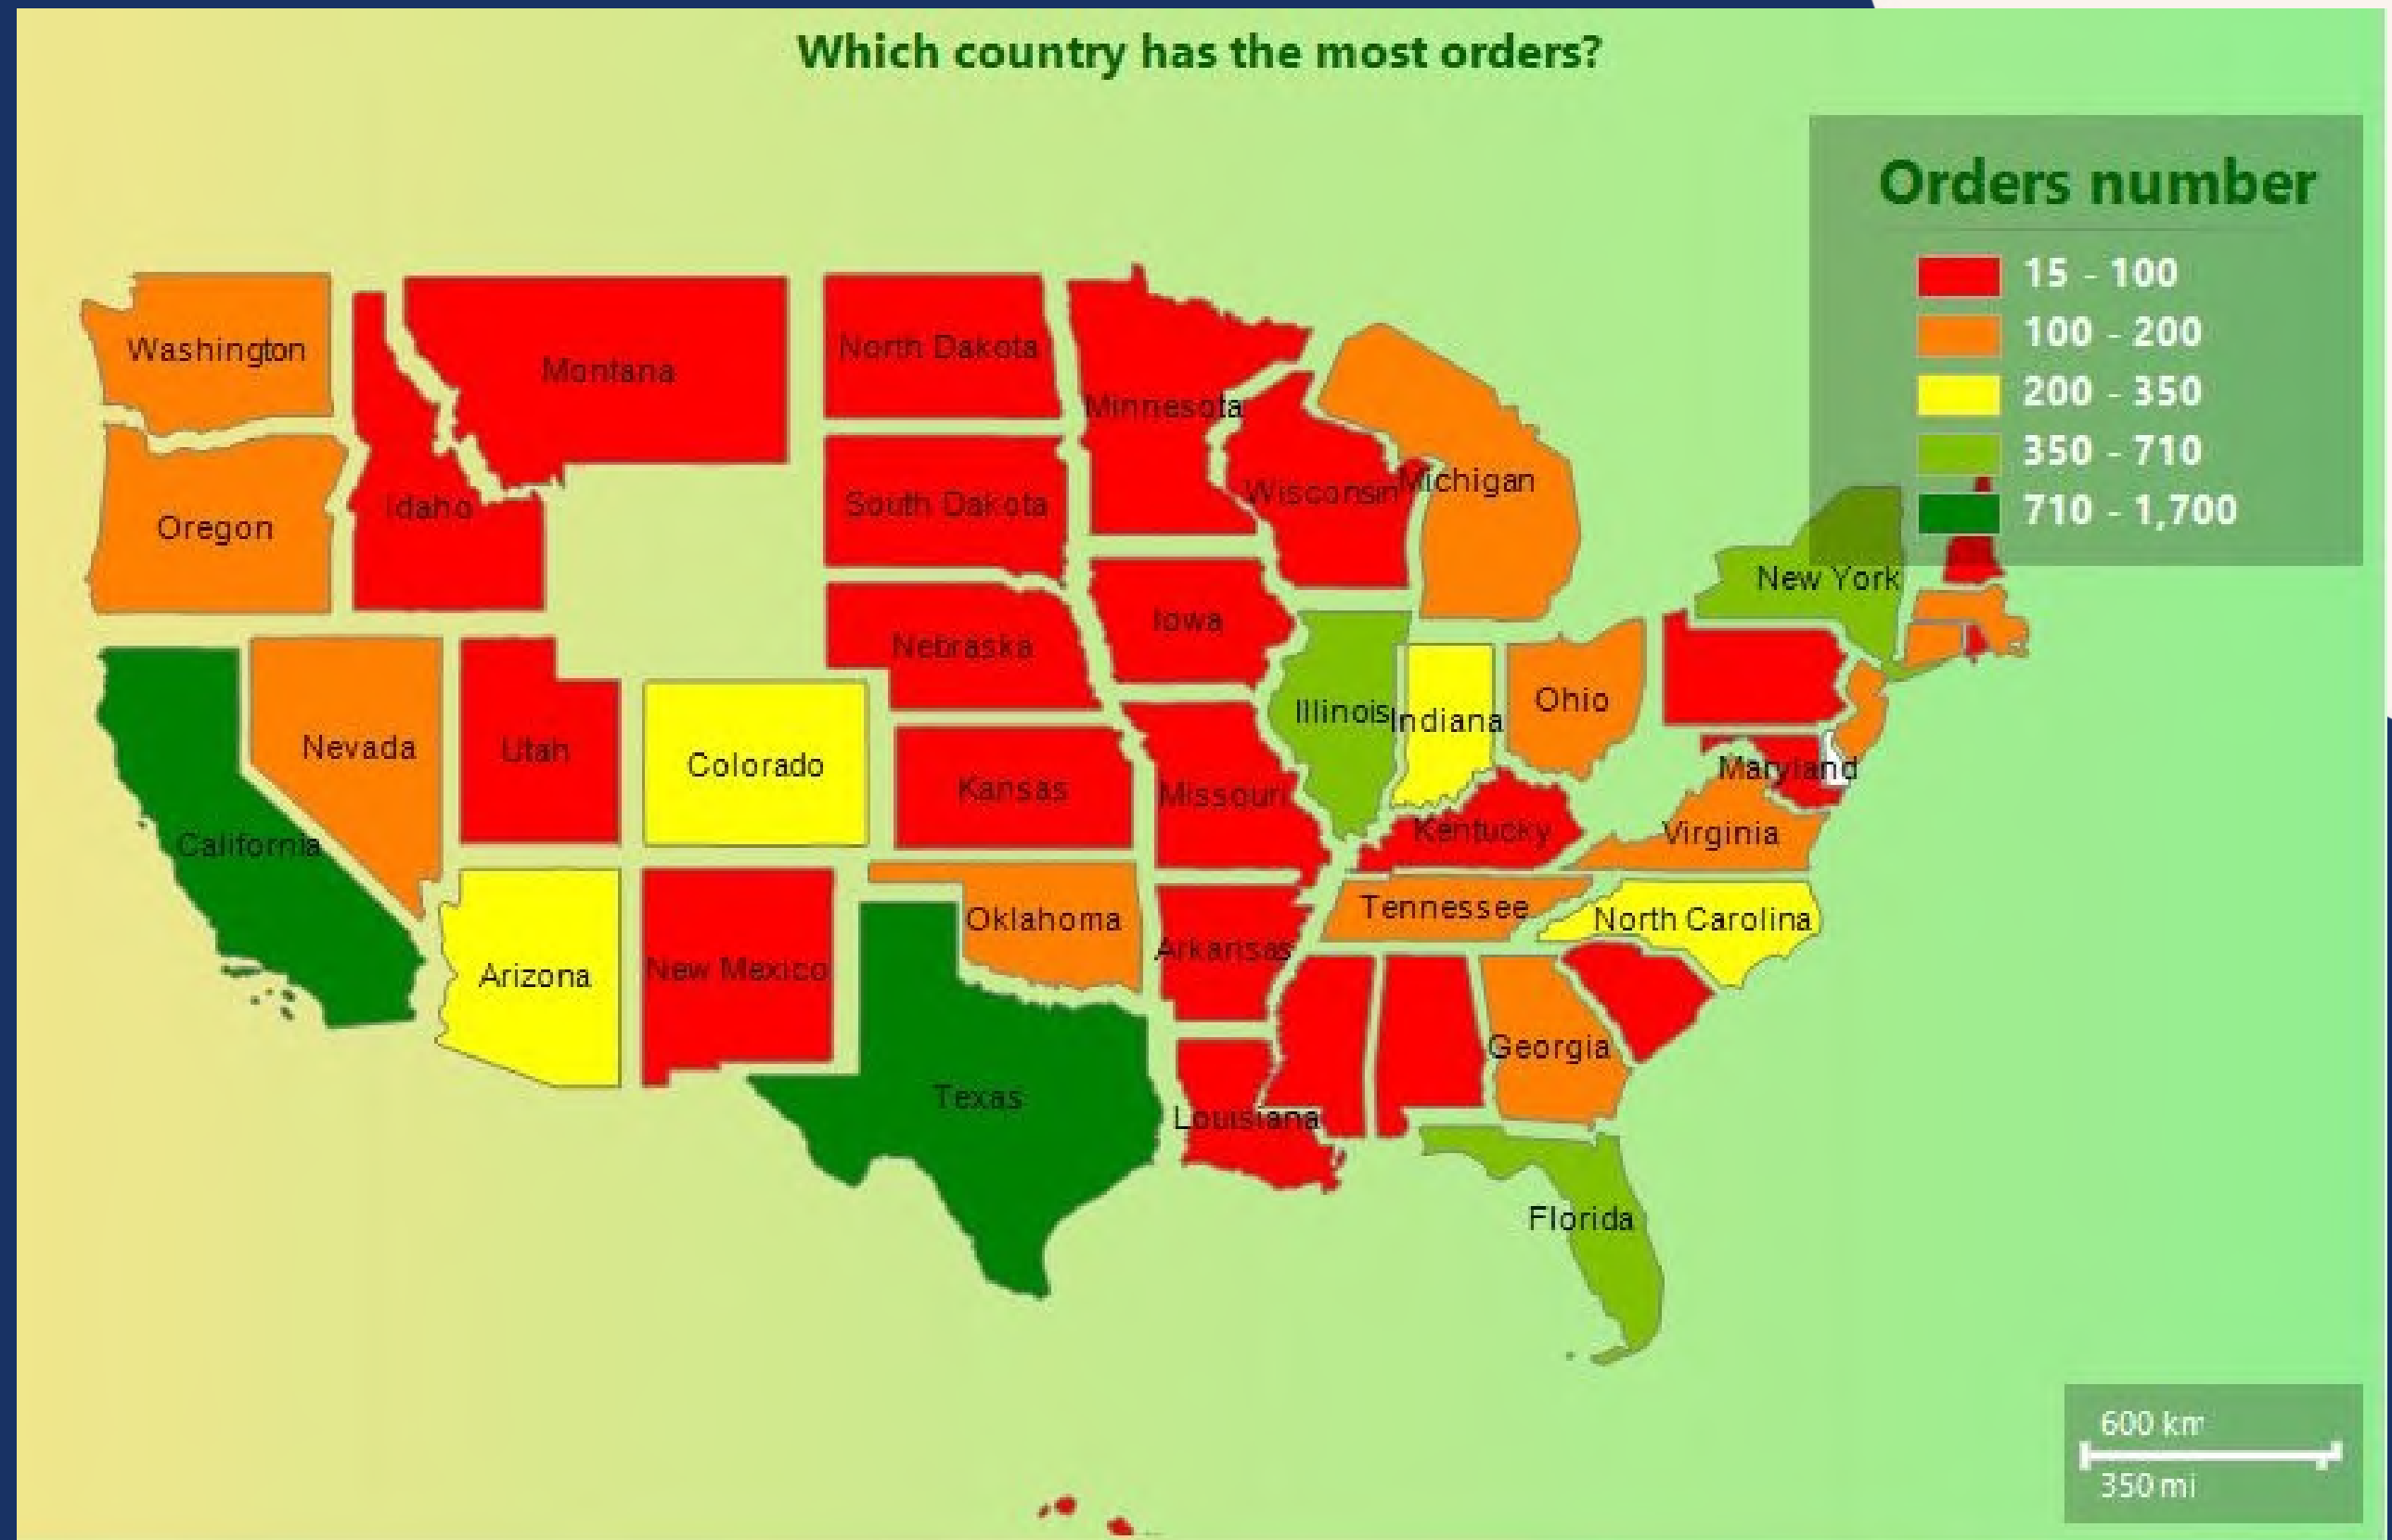 Which country has the most orders?
Orders number
15 - 100
100 - 200
200 - 350
350 - 710
710 - 1,700
Washington
Montana
North Dakota
Minnesota
Oregon
Idaho
South Dakota
Wisconsin
Michigan
New York
Nebraska
Iowa
Nevada
Utah
Colorado
Kansas
Missouri
Illinois
Indiana
Ohio
Maryland
California
Kentucky
Virginia
Arizona
New Mexico
Oklahoma
Arkansas
Tennessee
North Carolina
Texas
Louisiana
Georgia
Florida
600 km
350 mi